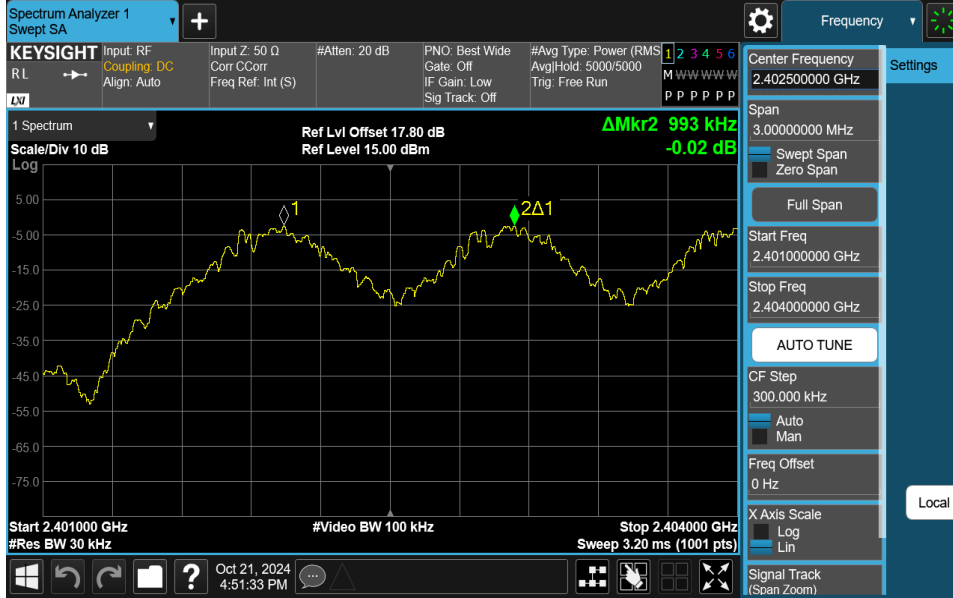 Spectrum Analyzer 1
Swept SA
+
Frequency
KEYSIGHT
R L
LXI
Input: RF
Coupling: DC
Align: Auto
Input Z: 50 Ω
Corr CCorr
Freq Ref: Int (S)
#Atten: 20 dB
PNO: Best Wide
Gate: Off
IF Gain: Low
Sig Track: Off
#Avg Type: Power (RMS
Avg|Hold: 5000/5000
Trig: Free Run
1 2 3 4 5 6
M W W W W W
P P P P P P
1 Spectrum
Scale/Div 10 dB
Log
Ref Lvl Offset 17.80 dB
Ref Level 15.00 dBm
ΔMkr2 993 kHz
-0.02 dB
1
2Δ1
5.00
-5.00
-15.0
-25.0
-35.0
-45.0
-55.0
-65.0
-75.0
Start 2.401000 GHz
#Video BW 100 kHz
Stop 2.404000 GHz
#Res BW 30 kHz
Sweep 3.20 ms (1001 pts)
Center Frequency
2.402500000 GHz
Settings
Span
3.00000000 MHz
Swept Span
Zero Span
Full Span
Start Freq
2.401000000 GHz
Stop Freq
2.404000000 GHz
AUTO TUNE
CF Step
300.000 kHz
Auto
Man
Freq Offset
0 Hz
Local
X Axis Scale
Log
Lin
Signal Track
(Span Zoom)
?
Oct 21, 2024
4:51:33 PM